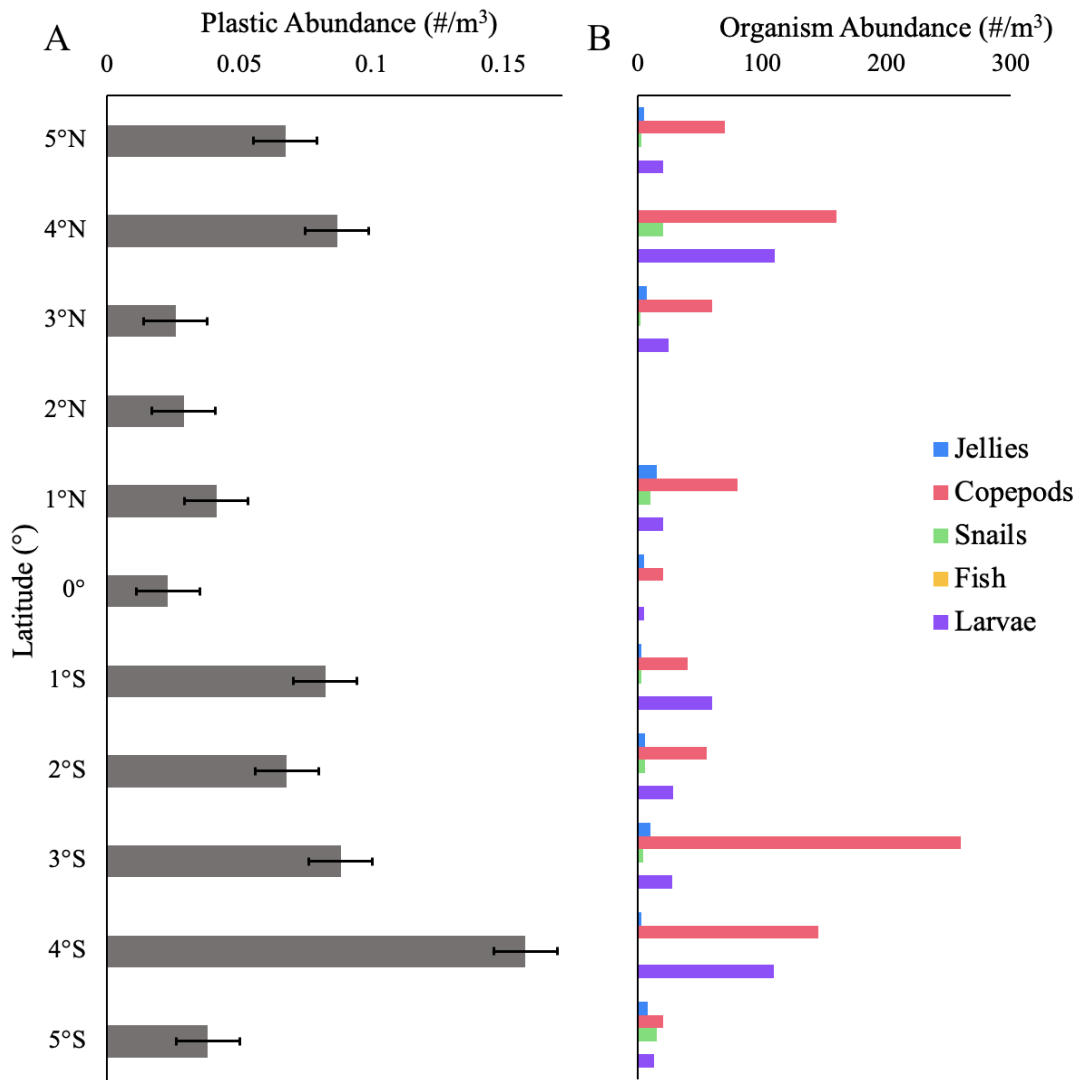 A
Plastic Abundance (#/m³)
0 0.05 0.1 0.15
B
Organism Abundance (#/m³)
0 100 200 300
Latitude (°)
5°N
4°N
3°N
2°N
1°N
0°
1°S
2°S
3°S
4°S
5°S
Jellies
Copepods
Snails
Fish
Larvae